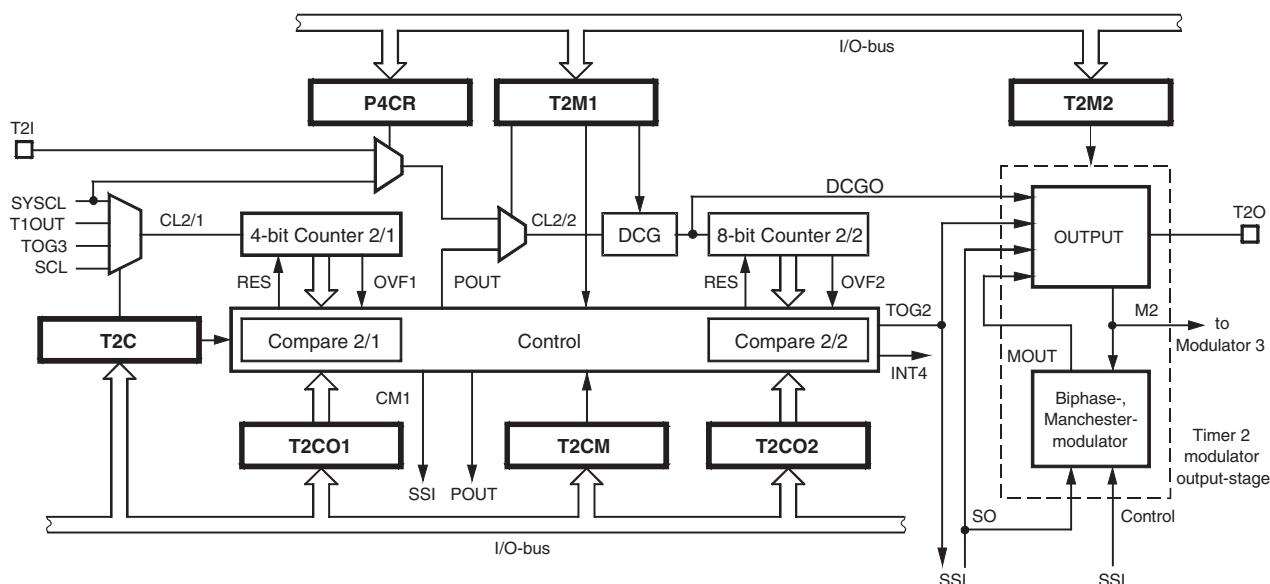 I/O-bus
P4CR
T2M1
T2M2
T2I
DCGO
SYSCL
T1OUT
TOG3
SCL
CL2/1
4-bit Counter 2/1
CL2/2
DCG
8-bit Counter 2/2
OUTPUT
T2O
RES
OVF1
POUT
RES
OVF2
TOG2
M2
to
Modulator 3
T2C
Compare 2/1
Control
Compare 2/2
INT4
MOUT
CM1
Biphase-,
Manchester-
modulator
T2CO1
T2CM
T2CO2
Timer 2
modulator
output-stage
SSI
POUT
SO
Control
I/O-bus
SSI
SSI